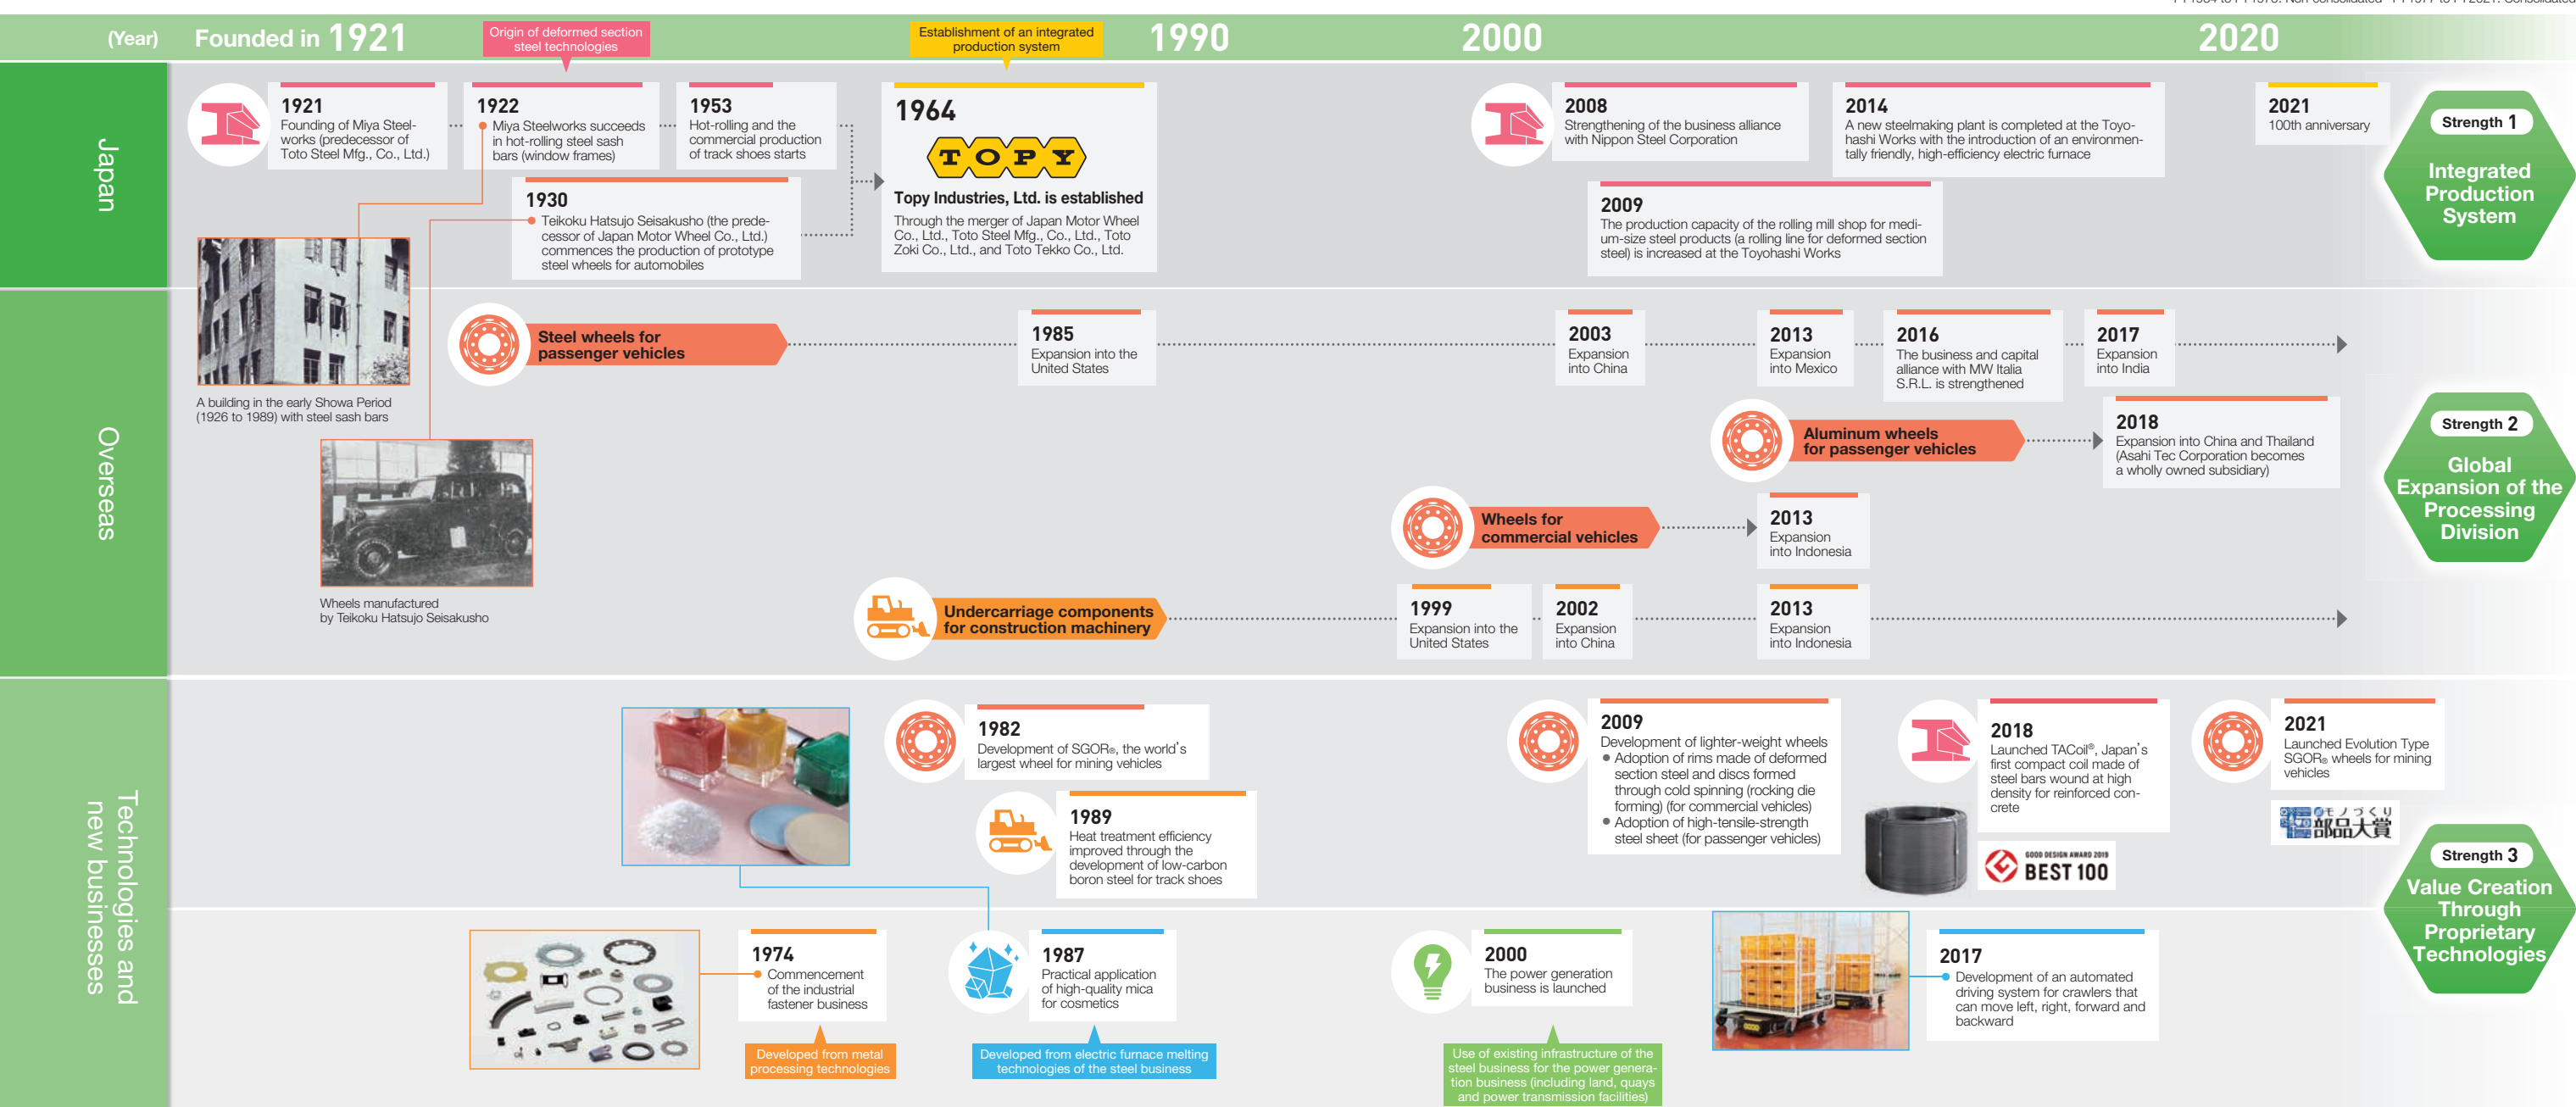 (Year)
Founded in 1921
Origin of deformed section
steel technologies
Establishment of an integrated
production system
1990
2000
2020
Japan
1921
Founding of Miya Steel-
works (predecessor of
Toto Steel Mfg., Co., Ltd.)
1922
Miya Steelworks succeeds
in hot-rolling steel sash
bars (window frames)
1953
Hot-rolling and the
commercial production
of track shoes starts
1930
Teikoku Hatsujo Seisakusho (the prede-
cessor of Japan Motor Wheel Co., Ltd.)
commences the production of prototype
steel wheels for automobiles
1964
TOPY
Topy Industries, Ltd. is established
Through the merger of Japan Motor Wheel
Co., Ltd., Toto Steel Mfg., Co., Ltd., Toto
Zoki Co., Ltd., and Toto Tekko Co., Ltd.
2008
Strengthening of the business alliance
with Nippon Steel Corporation
2014
A new steelmaking plant is completed at the Toyo-
hashi Works with the introduction of an environmen-
tally friendly, high-efficiency electric furnace
2009
The production capacity of the rolling mill shop for medi-
um-size steel products (a rolling line for deformed section
steel) is increased at the Toyohashi Works
2021
100th anniversary
Strength 1
Integrated
Production
System
Overseas
A building in the early Showa Period
(1926 to 1989) with steel sash bars
Wheels manufactured
by Teikoku Hatsujo Seisakusho
Steel wheels for
passenger vehicles
1985
Expansion into the
United States
2003
Expansion
into China
2013
Expansion
into Mexico
2016
The business and capital
alliance with MW Italia
S.R.L. is strengthened
2017
Expansion
into India
Aluminum wheels
for passenger vehicles
2018
Expansion into China and Thailand
(Asahi Tec Corporation becomes
a wholly owned subsidiary)
Wheels for
commercial vehicles
2013
Expansion
into Indonesia
Undercarriage components
for construction machinery
1999
Expansion into the
United States
2002
Expansion
into China
2013
Expansion
into Indonesia
Strength 2
Global
Expansion of the
Processing
Division
Technologies and
new businesses
1982
Development of SGOR®, the world's
largest wheel for mining vehicles
1989
Heat treatment efficiency
improved through the
development of low-carbon
boron steel for track shoes
2009
Development of lighter-weight wheels
● Adoption of rims made of deformed
section steel and discs formed
through cold spinning (rocking die
forming) (for commercial vehicles)
● Adoption of high-tensile-strength
steel sheet (for passenger vehicles)
2018
Launched TACoil®, Japan's
first compact coil made of
steel bars wound at high
density for reinforced con-
crete
GOOD DESIGN AWARD 2019
BEST 100
2021
Launched Evolution Type
SGOR® wheels for mining
vehicles
モノづくり
部品大賞
1974
Commencement
of the industrial
fastener business
Developed from metal
processing technologies
1987
Practical application
of high-quality mica
for cosmetics
Developed from electric furnace melting
technologies of the steel business
2000
The power generation
business is launched
Use of existing infrastructure of the
steel business for the power genera-
tion business (including land, quays
and power transmission facilities)
2017
Development of an automated
driving system for crawlers that
can move left, right, forward and
backward
Strength 3
Value Creation
Through
Proprietary
Technologies